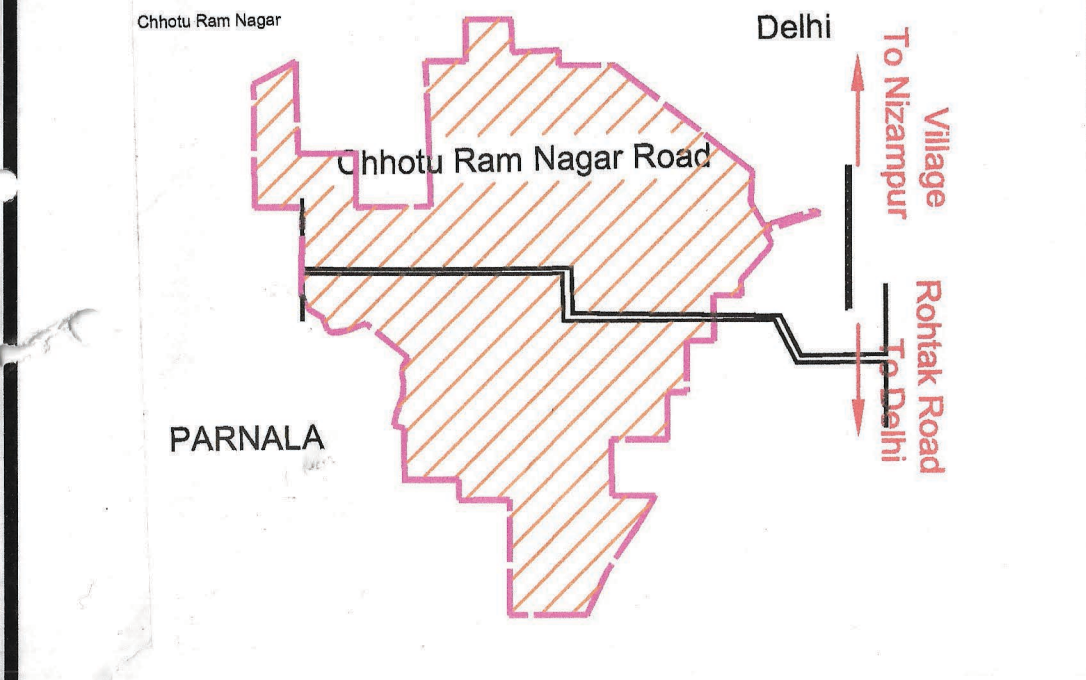 Chhotu Ram Nagar
Delhi
Village
To Nizampur
Chhotu Ram Nagar Road
Rohtak Road
To Delhi
PARNALA